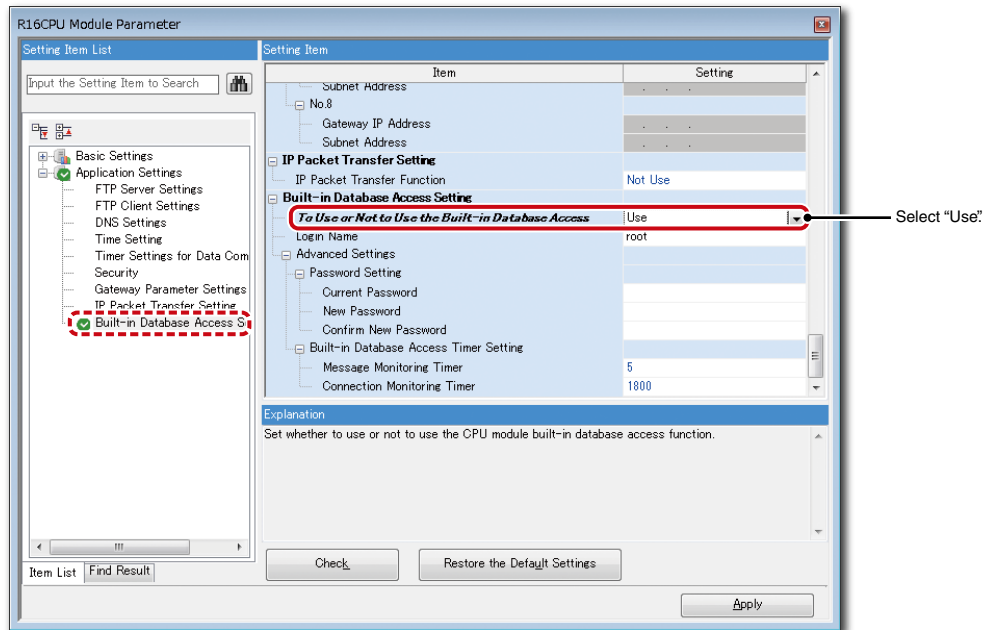 R16CPU Module Parameter
Setting Item List
Input the Setting Item to Search
Basic Settings
Application Settings
FTP Server Settings
FTP Client Settings
DNS Settings
Time Setting
Timer Settings for Data Com
Security
Gateway Parameter Settings
IP Packet Transfer Setting
Built-in Database Access S
Item List Find Result
Setting Item
Item Setting
Subnet Address . . .
No.8
Gateway IP Address . . .
Subnet Address . . .
IP Packet Transfer Setting
IP Packet Transfer Function Not Use
Built-in Database Access Setting
To Use or Not to Use the Built-in Database Access Use
Login Name root
Advanced Settings
Password Setting
Current Password
New Password
Confirm New Password
Built-in Database Access Timer Setting
Message Monitoring Timer 5
Connection Monitoring Timer 1800
Explanation
Set whether to use or not to use the CPU module built-in database access function.
Check Restore the Default Settings
Apply
Select “Use”.